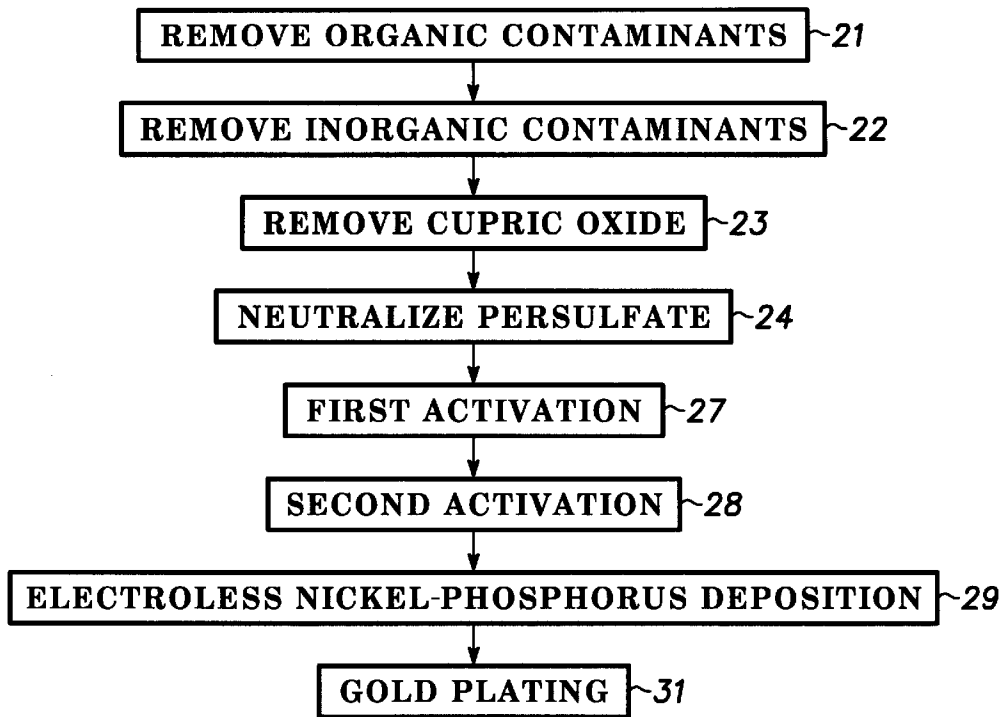 REMOVE ORGANIC CONTAMINANTS 21
REMOVE INORGANIC CONTAMINANTS 22
REMOVE CUPRIC OXIDE 23
NEUTRALIZE PERSULFATE 24
FIRST ACTIVATION 27
SECOND ACTIVATION 28
ELECTROLESS NICKEL-PHOSPHORUS DEPOSITION 29
GOLD PLATING 31